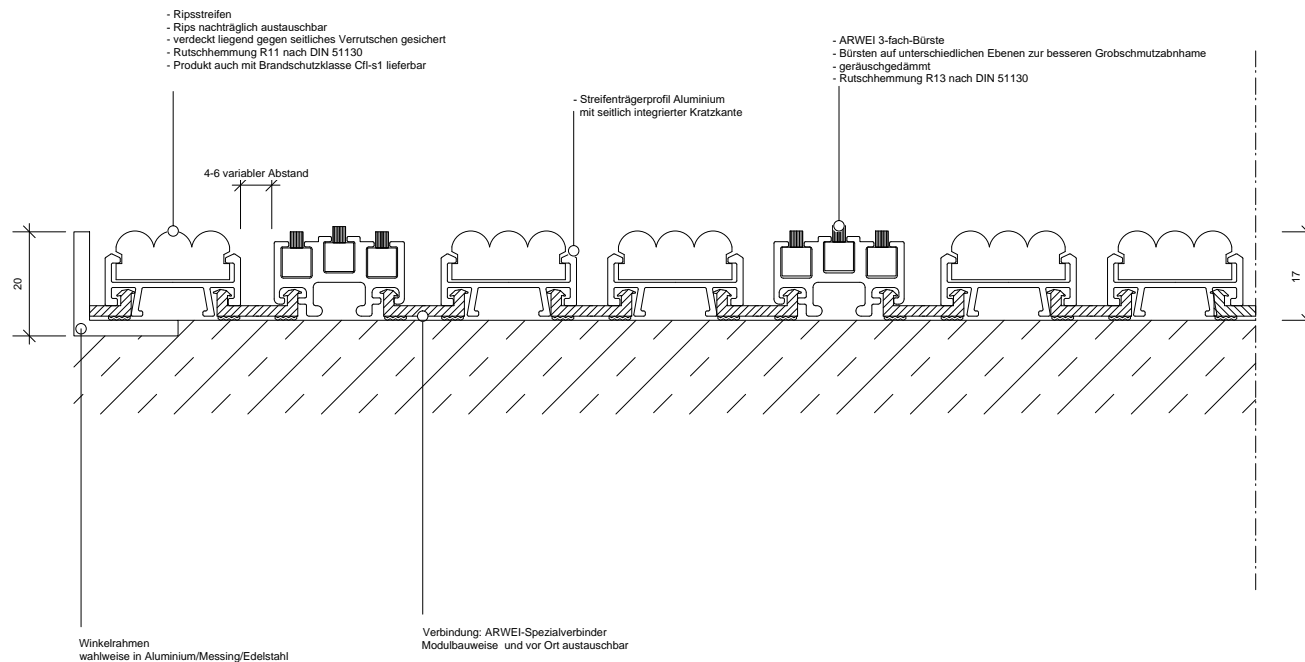 - Ripsstreifen
- Rips nachträglich austauschbar
- verdeckt liegend gegen seitliches Verrutschen gesichert
- Rutschhemmung R11 nach DIN 51130
- Produkt auch mit Brandschutzklasse Cfl-s1 lieferbar
- ARWEI 3-fach-Bürste
- Bürsten auf unterschiedlichen Ebenen zur besseren Grobschmutzabnhame
- geräuschgedämmt
- Rutschhemmung R13 nach DIN 51130
- Streifenträgerprofil Aluminium
mit seitlich integrierter Kratzkante
4-6 variabler Abstand
20
17
Winkelrahmen
wahlweise in Aluminium/Messing/Edelstahl
Verbindung: ARWEI-Spezialverbinder
Modulbauweise und vor Ort austauschbar